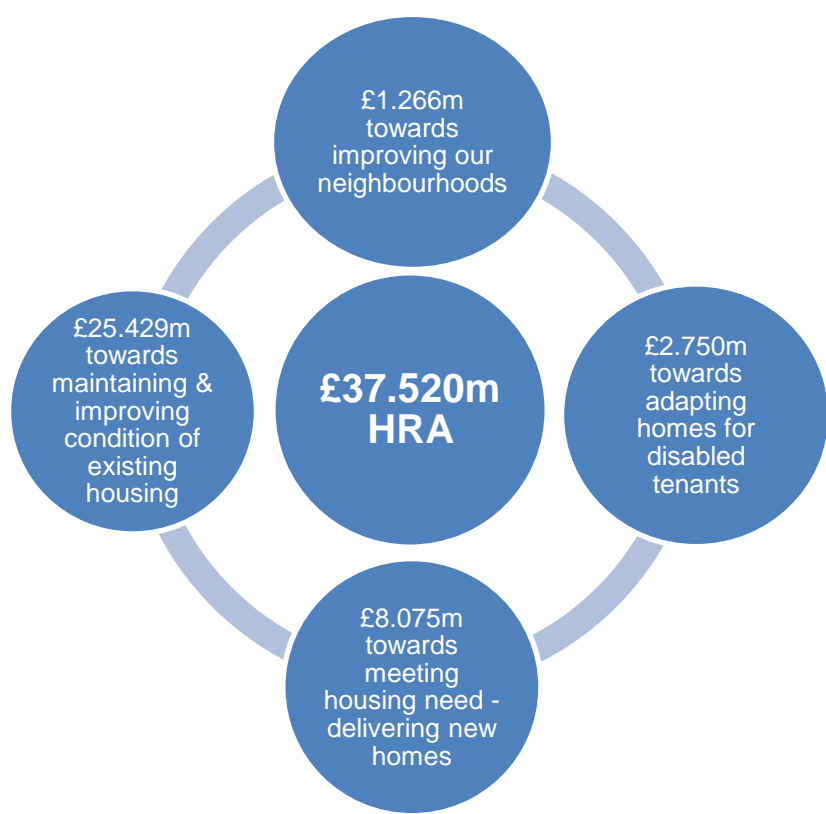 £1.266m
towards
improving our
neighbourhoods
£25.429m
towards
maintaining &
improving
condition of
existing
housing
£37.520m
HRA
£2.750m
towards
adapting
homes for
disabled
tenants
£8.075m
towards
meeting
housing need -
delivering new
homes